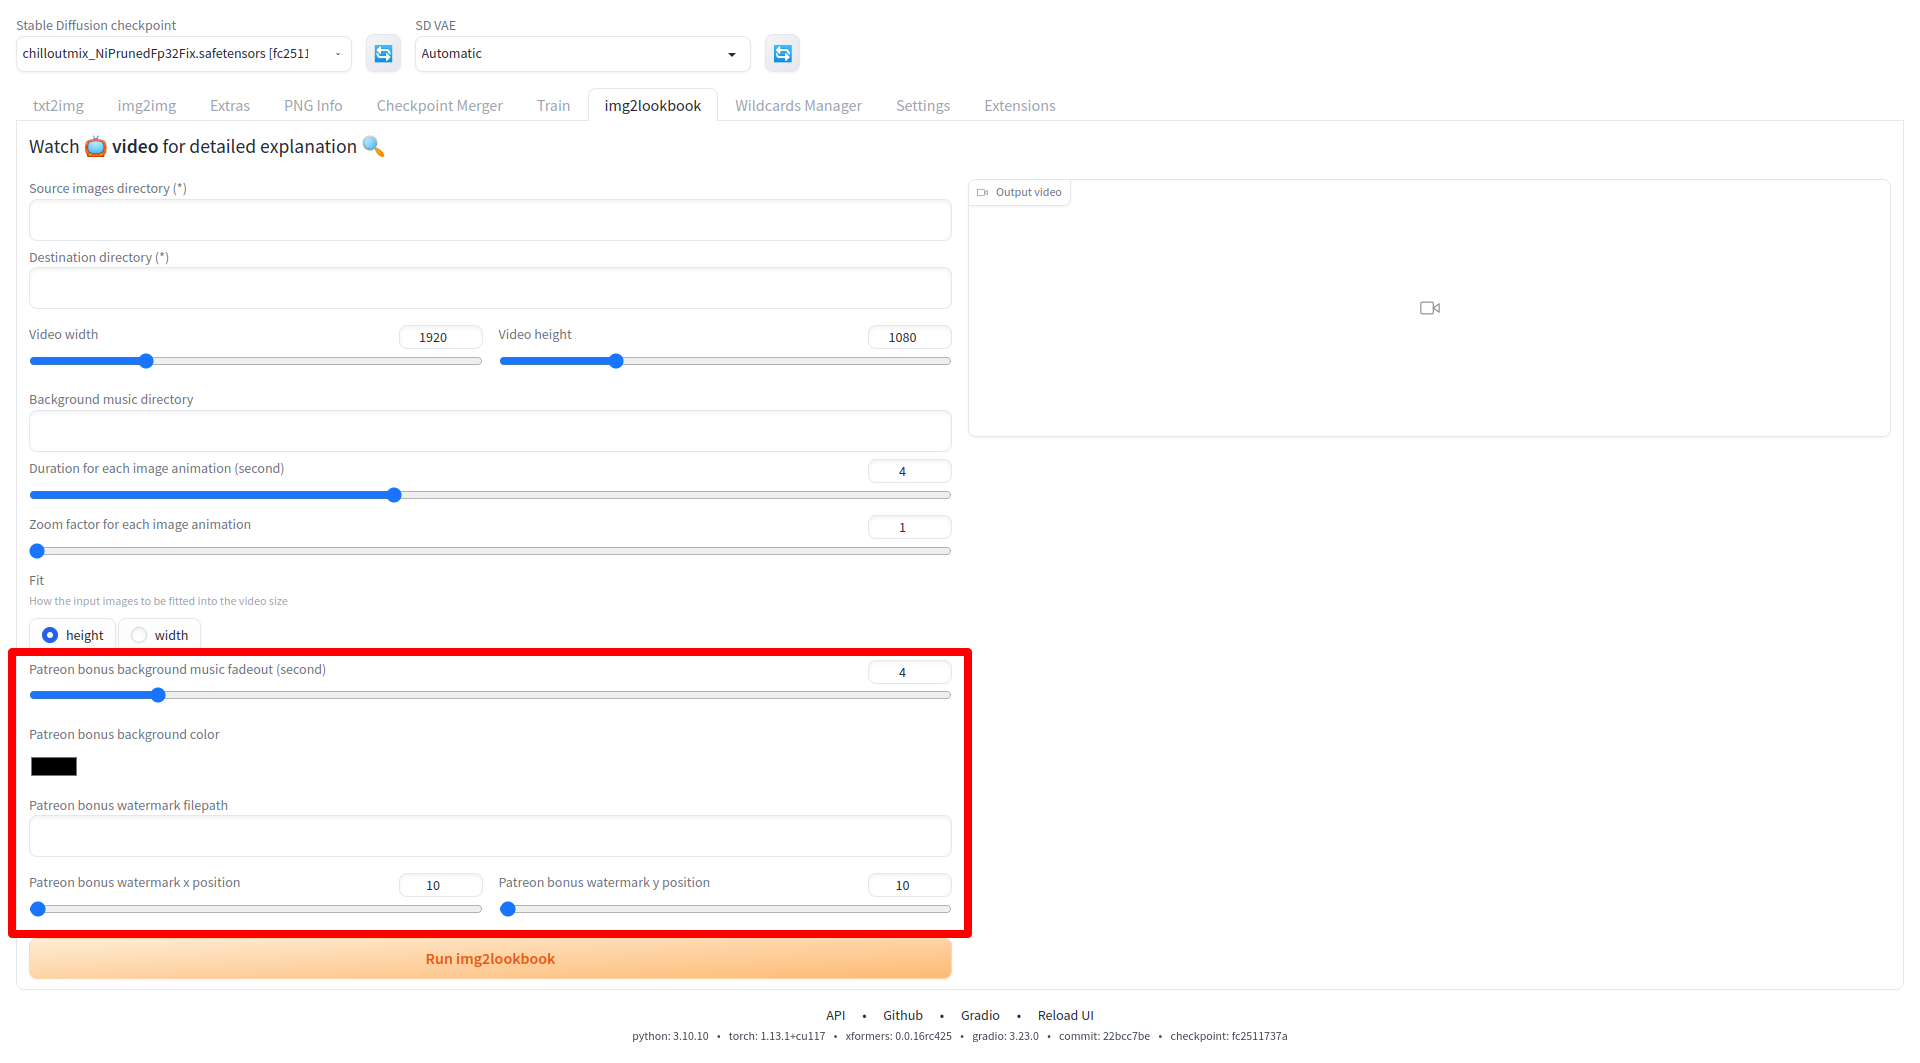 Stable Diffusion checkpoint
SD VAE
chilloutmix_NiPrunedFp32Fix.safetensors [fc2511
Automatic
txt2img img2img Extras PNG Info Checkpoint Merger Train img2lookbook Wildcards Manager Settings Extensions
Watch video for detailed explanation
Source images directory (*)
Output video
Destination directory (*)
Video width 1920 Video height 1080
Background music directory
Duration for each image animation (second) 4
Zoom factor for each image animation 1
Fit
How the input images to be fitted into the video size
height width
Patreon bonus background music fadeout (second) 4
Patreon bonus background color
Patreon bonus watermark filepath
Patreon bonus watermark x position 10 Patreon bonus watermark y position 10
Run img2lookbook
API • Github • Gradio • Reload UI
python: 3.10.10 • torch: 1.13.1+cu117 • xformers: 0.0.16rc425 • gradio: 3.23.0 • commit: 22bcc7be • checkpoint: fc2511737a